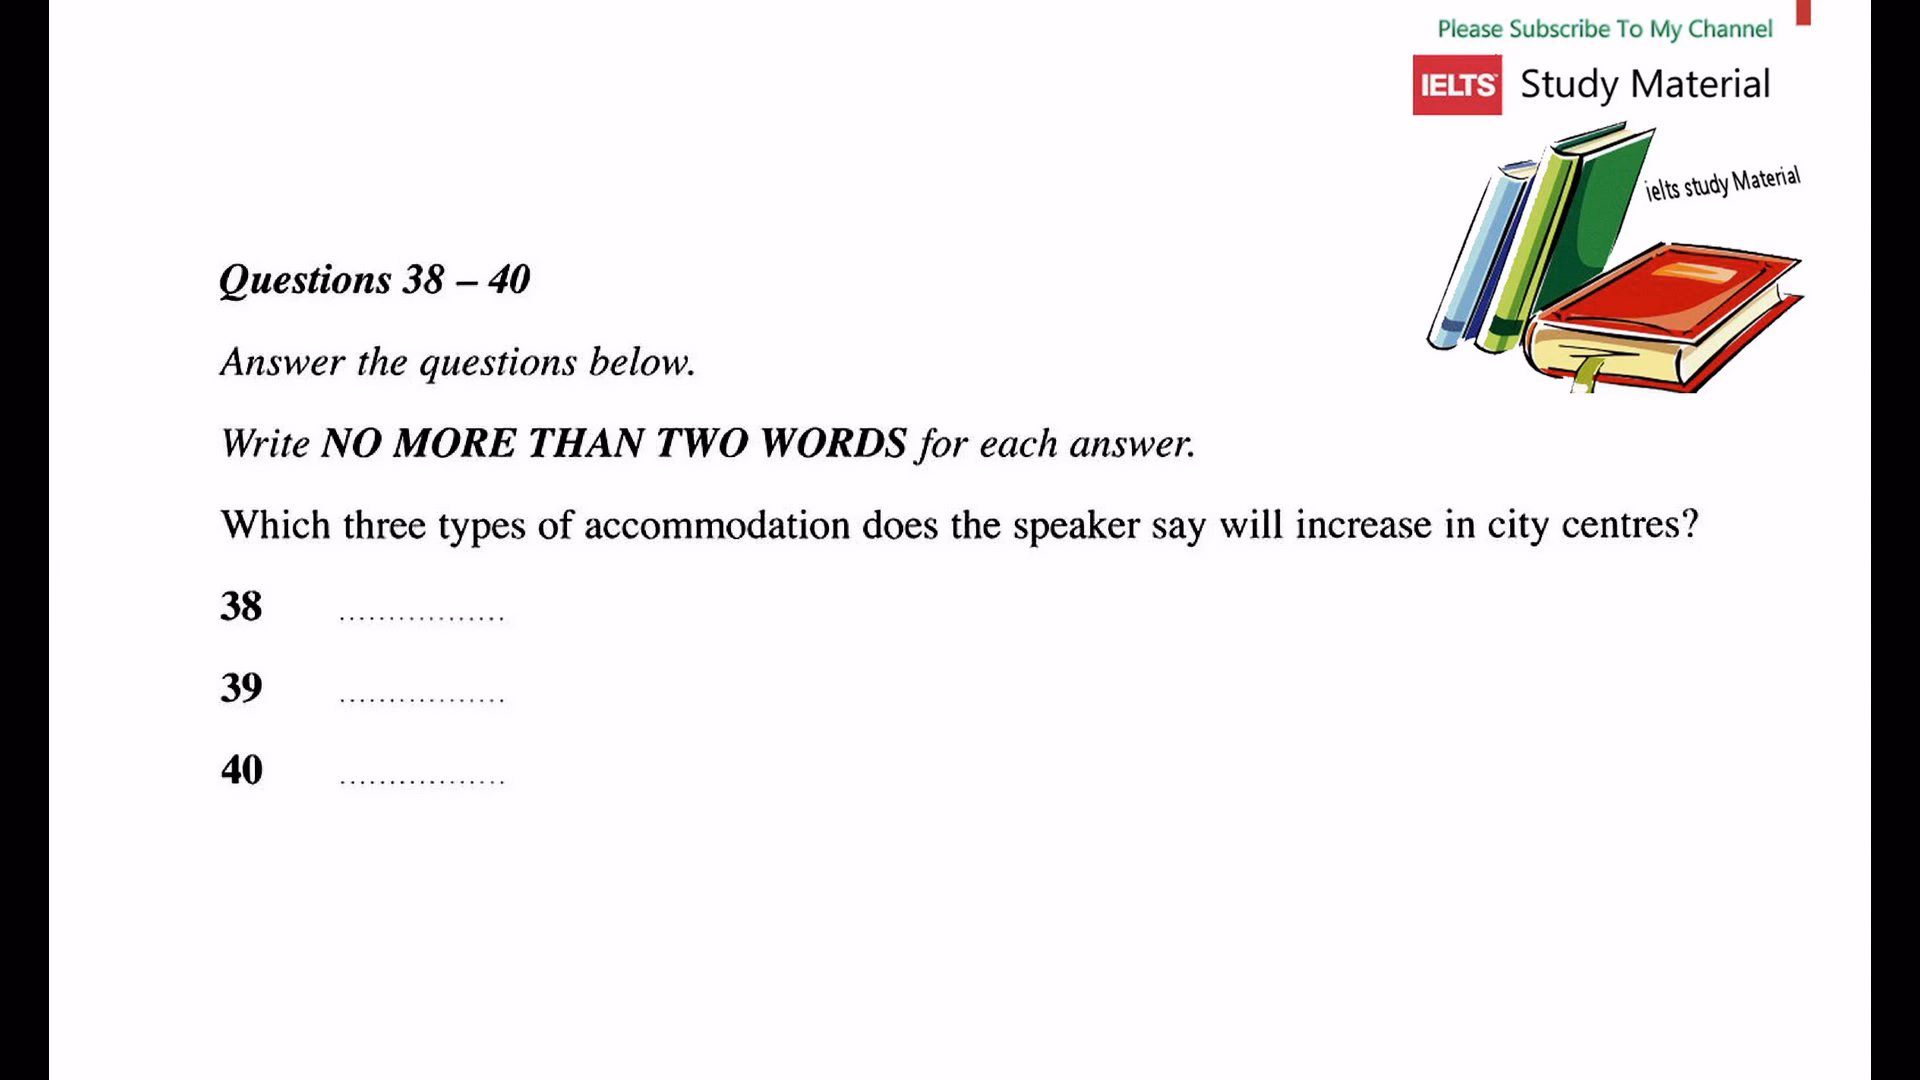 Please Subscribe To My Channel
IELTS Study Material
ielts study Material
Questions 38 – 40
Answer the questions below.
Write NO MORE THAN TWO WORDS for each answer.
Which three types of accommodation does the speaker say will increase in city centres?
38 .................
39 .................
40 .................